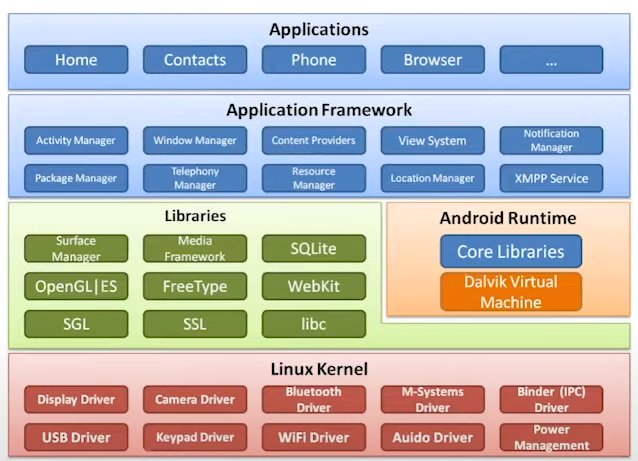 Applications
Home
Contacts
Phone
Browser
...
Application Framework
Activity Manager
Window Manager
Content Providers
View System
Notification
Manager
Package Manager
Telephony
Manager
Resource
Manager
Location Manager
XMPP Service
Libraries
Surface
Manager
Media
Framework
SQLite
OpenGL|ES
FreeType
WebKit
SGL
SSL
libc
Android Runtime
Core Libraries
Dalvik Virtual
Machine
Linux Kernel
Display Driver
Camera Driver
Bluetooth
Driver
M-Systems
Driver
Binder (IPC)
Driver
USB Driver
Keypad Driver
WiFi Driver
Auido Driver
Power
Management